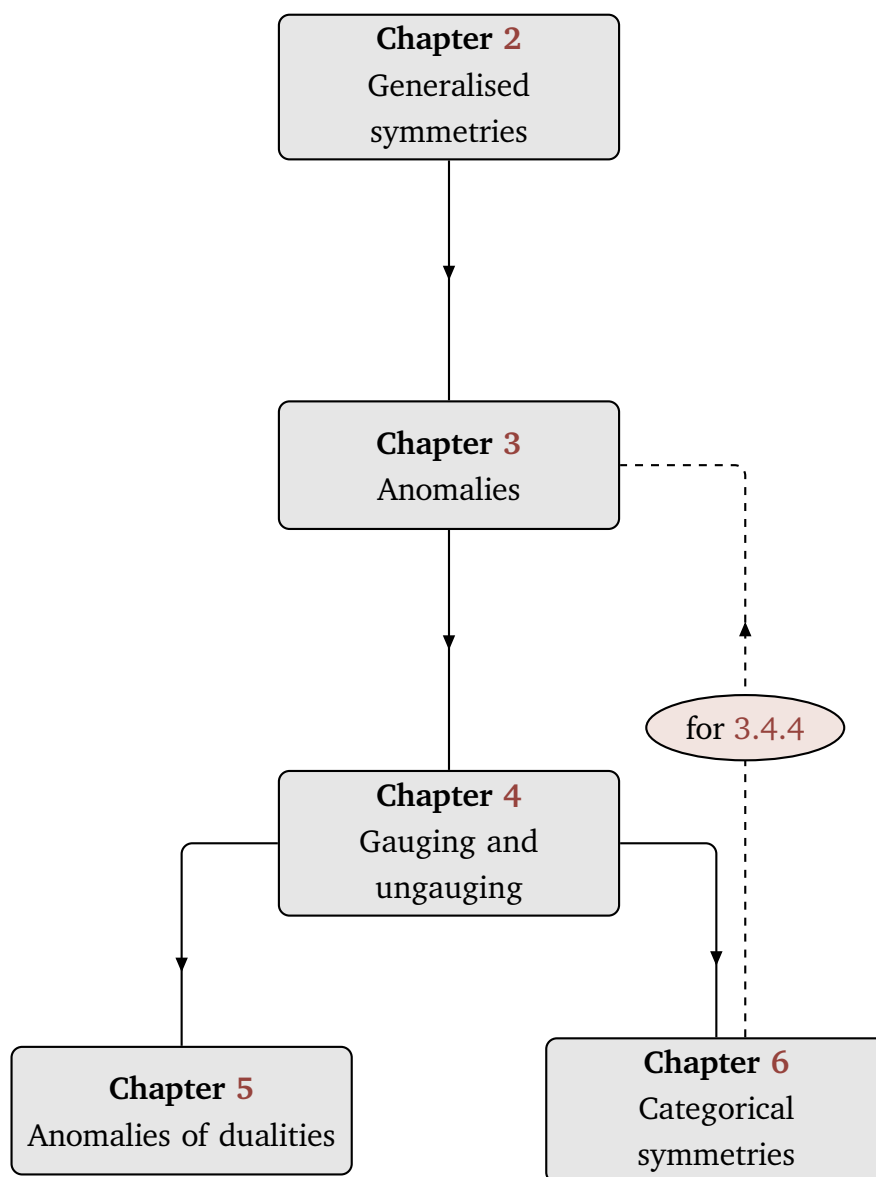 Chapter 2
Generalised
symmetries
Chapter 3
Anomalies
for 3.4.4
Chapter 4
Gauging and
ungauging
Chapter 5
Anomalies of dualities
Chapter 6
Categorical
symmetries